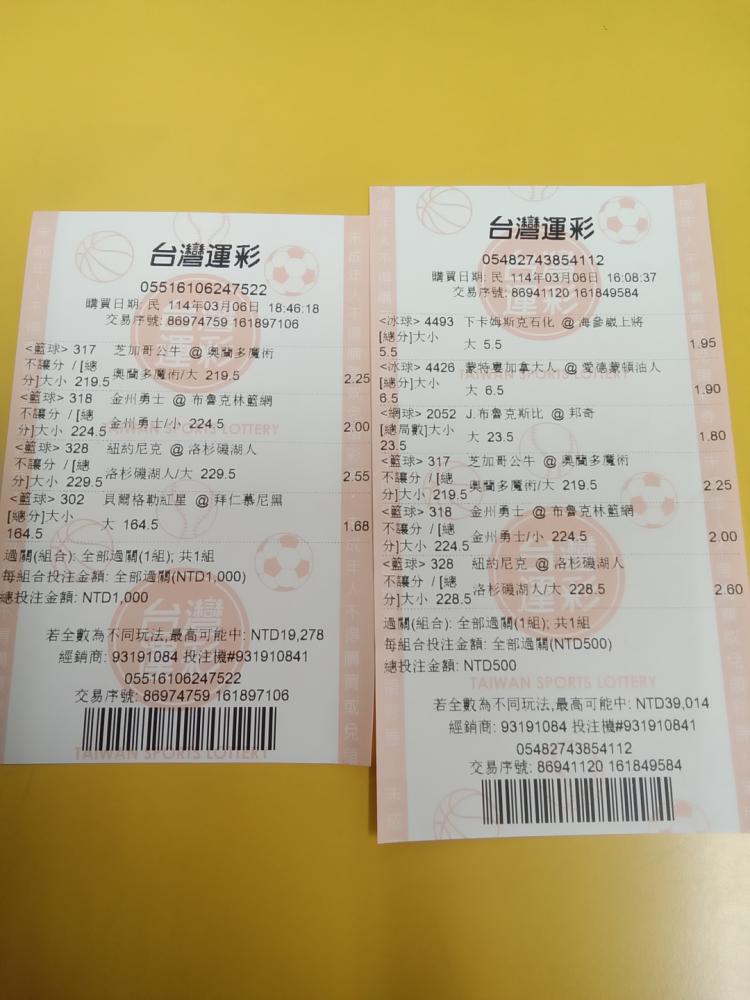 台灣運彩
05516106247522
購買日期: 民 114年03月06日 18:46:18
交易序號: 86974759 161897106
<籃球> 317 芝加哥公牛 @ 奧蘭多魔術
不讓分 / [總分]大小 219.5 奧蘭多魔術/大 219.5 2.25
<籃球> 318 金州勇士 @ 布魯克林籃網
不讓分 / [總分]大小 224.5 金州勇士/小 224.5 2.00
<籃球> 328 紐約尼克 @ 洛杉磯湖人
不讓分 / [總分]大小 229.5 洛杉磯湖人/大 229.5 2.55
<籃球> 302 貝爾格勒紅星 @ 拜仁慕尼黑
[總分]大小 164.5 大 164.5 1.68
過關(組合): 全部過關(1組); 共1組
每組合投注金額: 全部過關(NTD1,000)
總投注金額: NTD1,000
若全數為不同玩法,最高可能中: NTD19,278
經銷商: 93191084 投注機#931910841
05516106247522
交易序號: 86974759 161897106
TAIWAN SPORTS LOTTERY
台灣運彩
05482743854112
購買日期: 民 114年03月06日 16:08:37
交易序號: 86941120 161849584
<冰球> 4493 下卡姆斯克石化 @ 海參崴上將
[總分]大小 5.5 大 5.5 1.95
<冰球> 4426 蒙特婁加拿大人 @ 愛德蒙頓油人
[總分]大小 6.5 大 6.5 1.90
<網球> 2052 J.布魯克斯比 @ 邦奇
[總局數]大小 23.5 大 23.5 1.80
<籃球> 317 芝加哥公牛 @ 奧蘭多魔術
不讓分 / [總分]大小 219.5 奧蘭多魔術/大 219.5 2.25
<籃球> 318 金州勇士 @ 布魯克林籃網
不讓分 / [總分]大小 224.5 金州勇士/小 224.5 2.00
<籃球> 328 紐約尼克 @ 洛杉磯湖人
不讓分 / [總分]大小 228.5 洛杉磯湖人/大 228.5 2.60
過關(組合): 全部過關(1組); 共1組
每組合投注金額: 全部過關(NTD500)
總投注金額: NTD500
TAIWAN SPORTS LOTTERY
若全數為不同玩法,最高可能中: NTD39,014
經銷商: 93191084 投注機#931910841
05482743854112
交易序號: 86941120 161849584